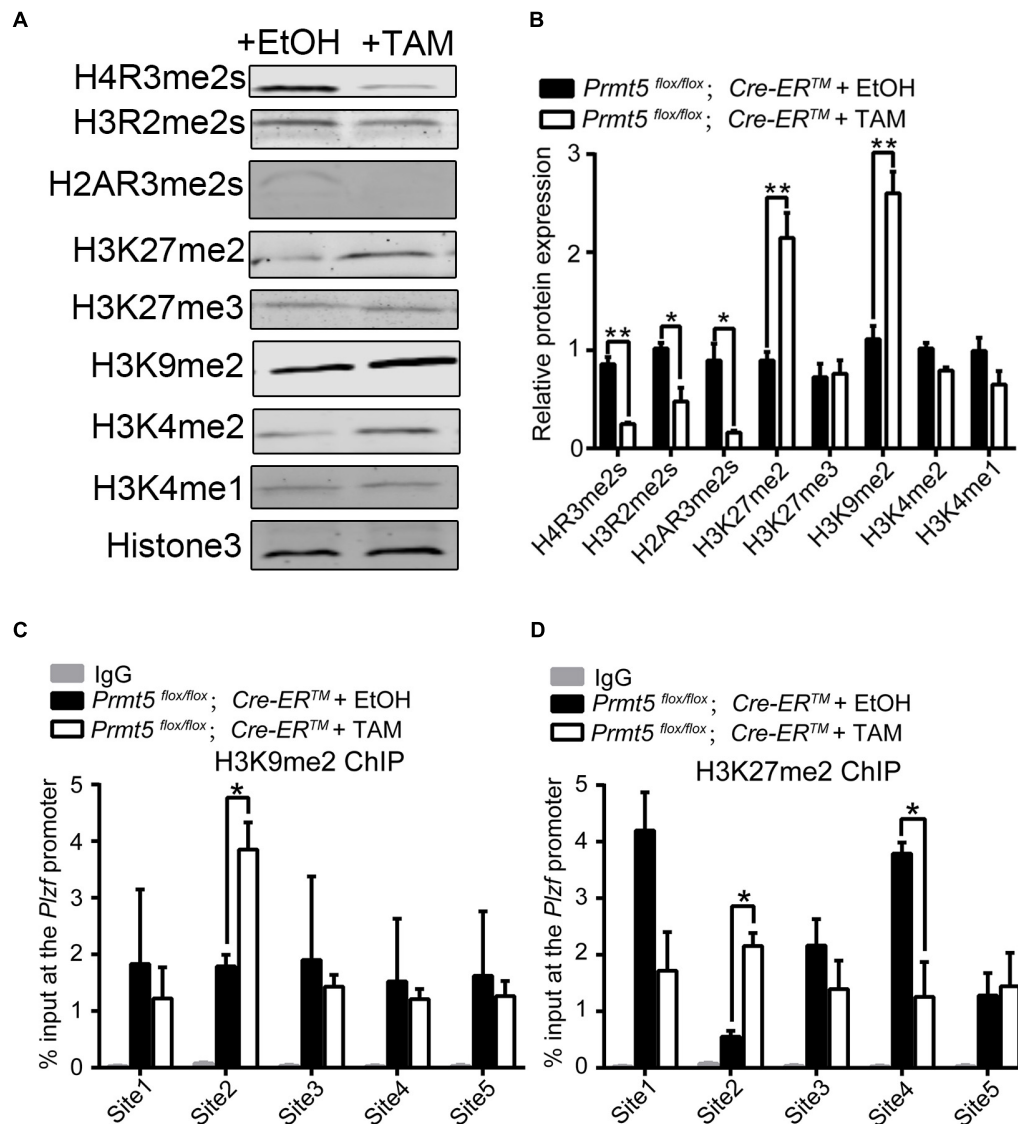 A
+EtOH +TAM
H4R3me2s
H3R2me2s
H2AR3me2s
H3K27me2
H3K27me3
H3K9me2
H3K4me2
H3K4me1
Histone3
B
Prmt5 flox/flox; Cre-ER™ + EtOH
Prmt5 flox/flox; Cre-ER™ + TAM
Relative protein expression
3
2
1
0
** * * ** **
H4R3me2s H3R2me2s H2AR3me2s H3K27me2 H3K27me3 H3K9me2 H3K4me2 H3K4me1
C
IgG
Prmt5 flox/flox; Cre-ER™ + EtOH
Prmt5 flox/flox; Cre-ER™ + TAM
H3K9me2 ChIP
% input at the Plzf promoter
5
4
3
2
1
0
*
Site1 Site2 Site3 Site4 Site5
D
IgG
Prmt5 flox/flox; Cre-ER™ + EtOH
Prmt5 flox/flox; Cre-ER™ + TAM
H3K27me2 ChIP
% input at the Plzf promoter
5
4
3
2
1
0
* *
Site1 Site2 Site3 Site4 Site5